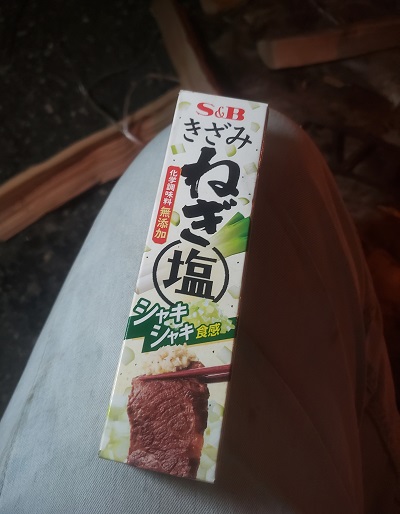 S&B
きざみ
ねぎ塩
化学調味料
無添加
シャキ
シャキ食感